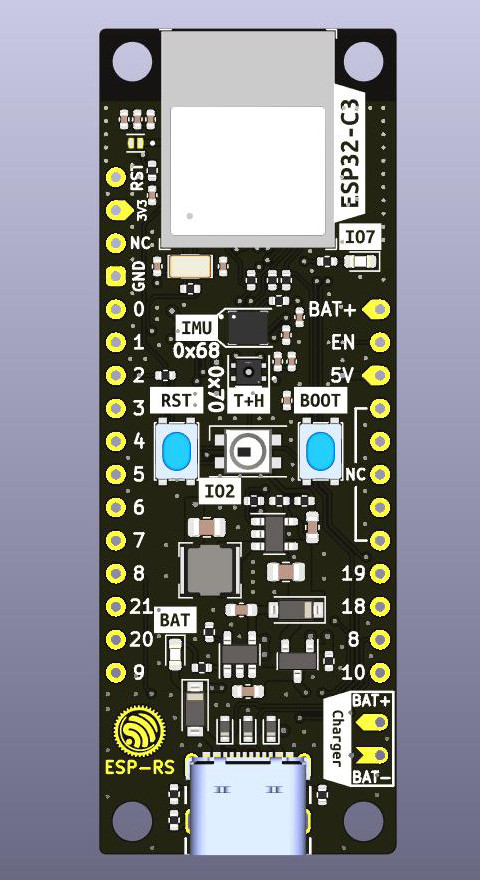 ESP32-C3
RST
3V3
NC
GND
0
1
2
3
4
5
6
7
8
21
20
9
IO7
BAT+
EN
5V
NC
19
18
8
10
IMU
0x68
0x70
T+H
RST
BOOT
IO2
BAT
ESP-RS
Charger
BAT+
BAT-